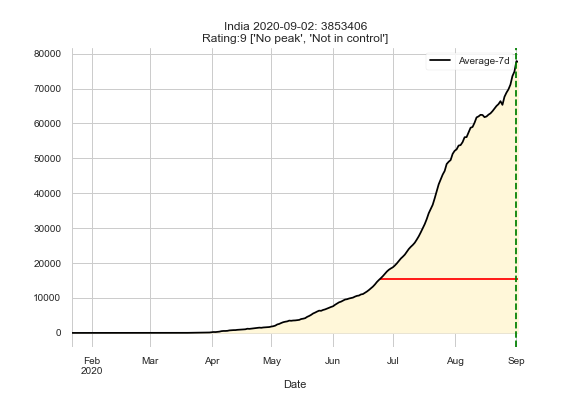 India 2020-09-02: 3853406
Rating:9 ['No peak', 'Not in control']
Average-7d
80000
70000
60000
50000
40000
30000
20000
10000
0
Feb Mar Apr May Jun Jul Aug Sep
2020
Date